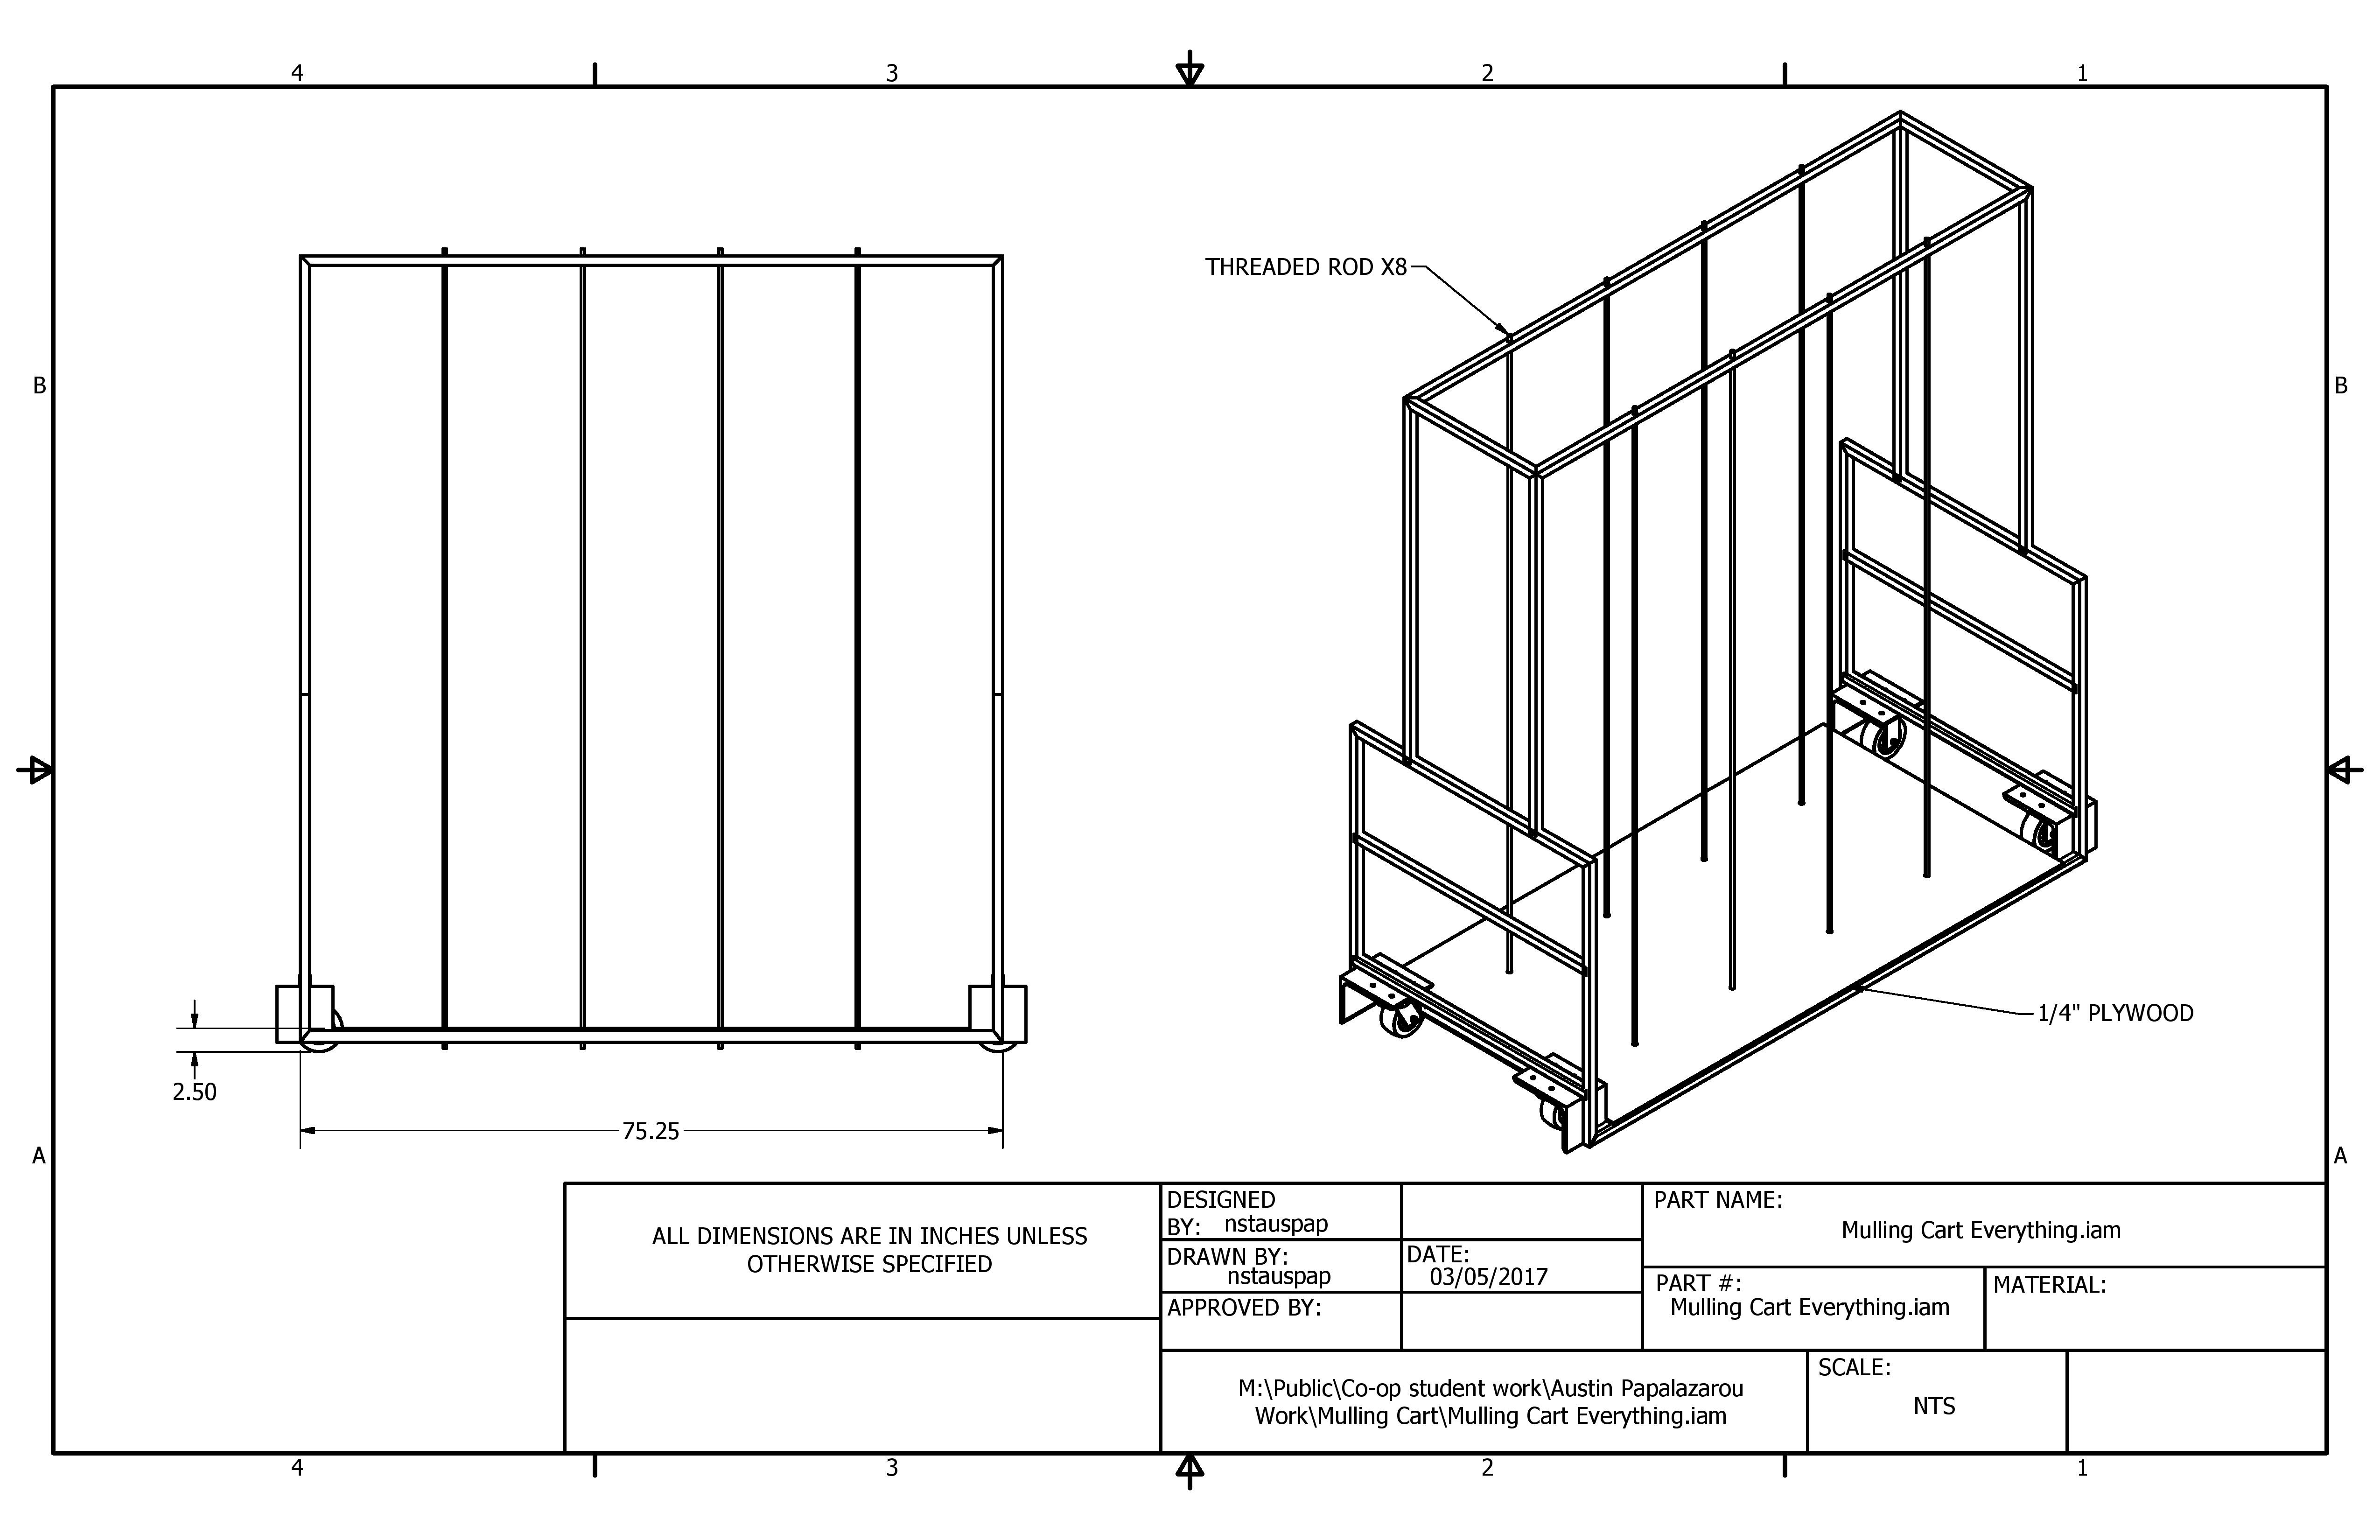 4 3 2 1
THREADED ROD X8
B B
1/4" PLYWOOD
2.50
75.25
A A
ALL DIMENSIONS ARE IN INCHES UNLESS
OTHERWISE SPECIFIED
DESIGNED
BY: nstauspap
DRAWN BY:
nstauspap
DATE:
03/05/2017
APPROVED BY:
PART NAME:
Mulling Cart Everything.iam
PART #:
Mulling Cart Everything.iam
MATERIAL:
M:\Public\Co-op student work\Austin Papalazarou
Work\Mulling Cart\Mulling Cart Everything.iam
SCALE:
NTS
4 3 2 1